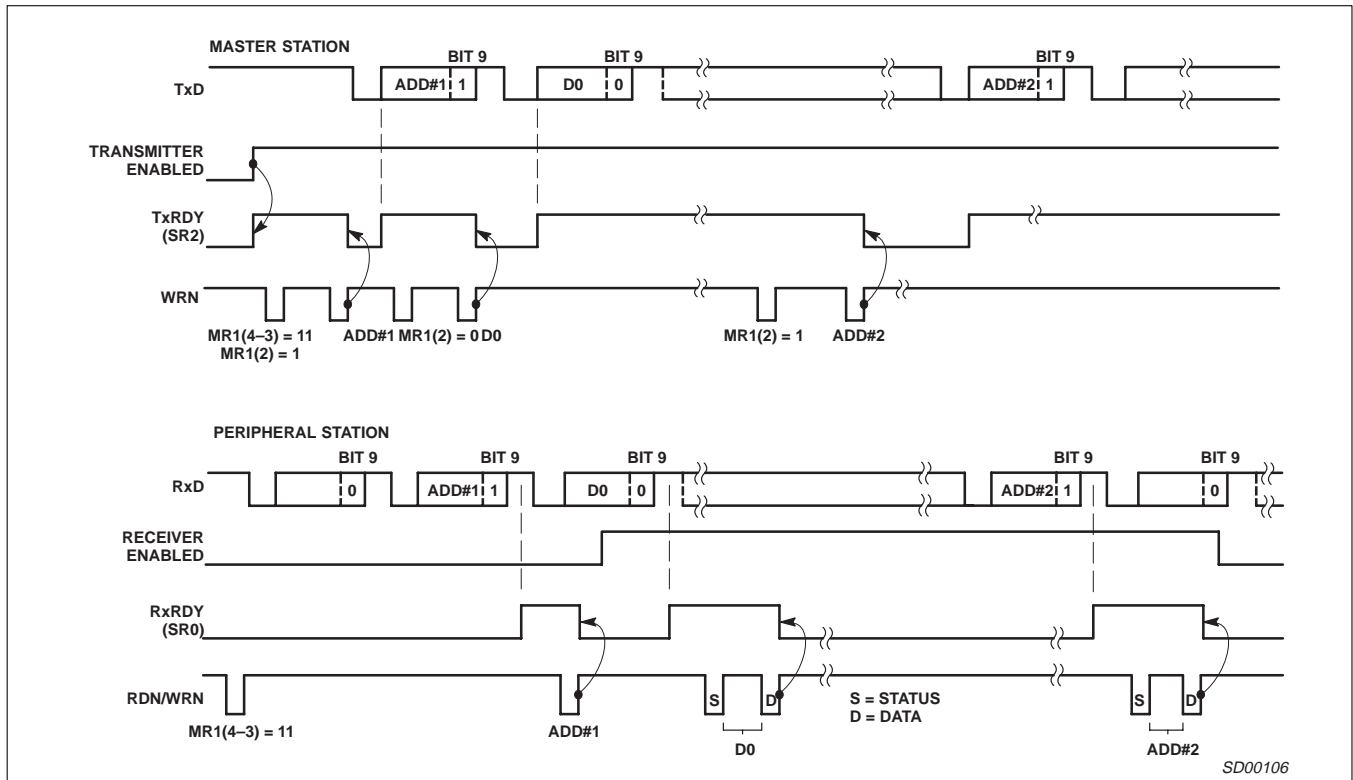 MASTER STATION
BIT 9 BIT 9 BIT 9
TxD ADD#1 1 D0 0 ADD#2 1
TRANSMITTER
ENABLED
TxRDY
(SR2)
WRN
MR1(4–3) = 11 ADD#1 MR1(2) = 0 D0 MR1(2) = 1 ADD#2
MR1(2) = 1
PERIPHERAL STATION
BIT 9 BIT 9 BIT 9 BIT 9 BIT 9
RxD 0 ADD#1 1 D0 0 ADD#2 1 0
RECEIVER
ENABLED
RxRDY
(SR0)
RDN/WRN S D S = STATUS S D
D = DATA
MR1(4–3) = 11 ADD#1 D0 ADD#2
SD00106